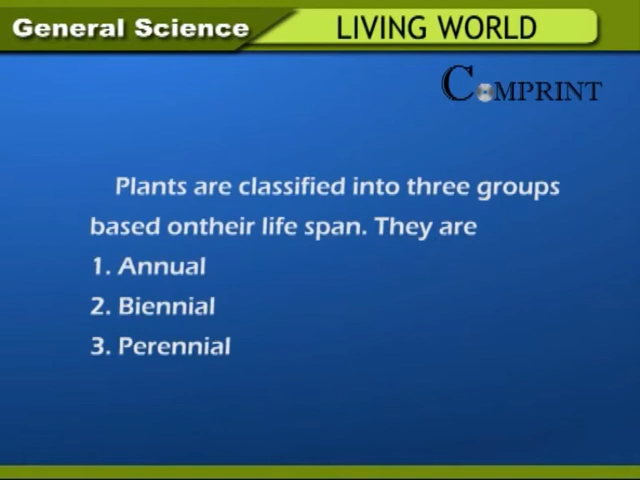 General Science
LIVING WORLD
COMPRINT
Plants are classified into three groups
based ontheir life span. They are
1. Annual
2. Biennial
3. Perennial